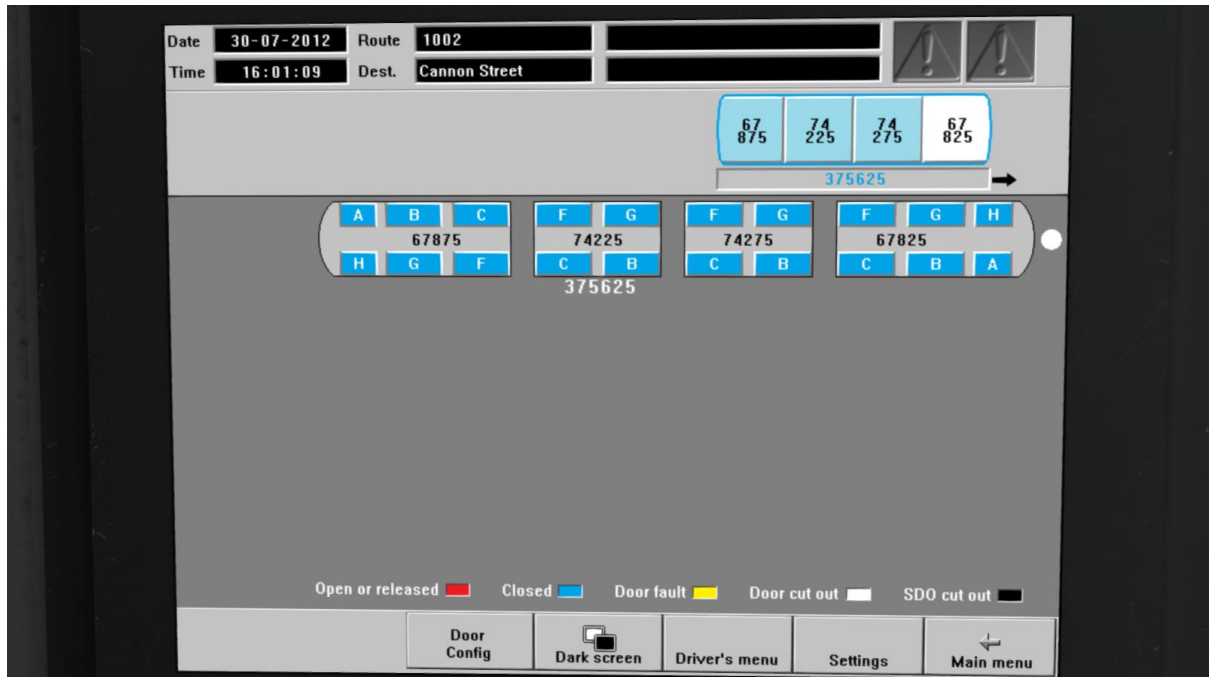 Date 30-07-2012 Route 1002
Time 16:01:09 Dest. Cannon Street
67 875 74 225 74 275 67 825
375625
A B C F G F G F G H
67875 74225 74275 67825
H G F C B C B C B A
375625
Open or released Closed Door fault Door cut out SDO cut out
Door Config Dark screen Driver's menu Settings Main menu